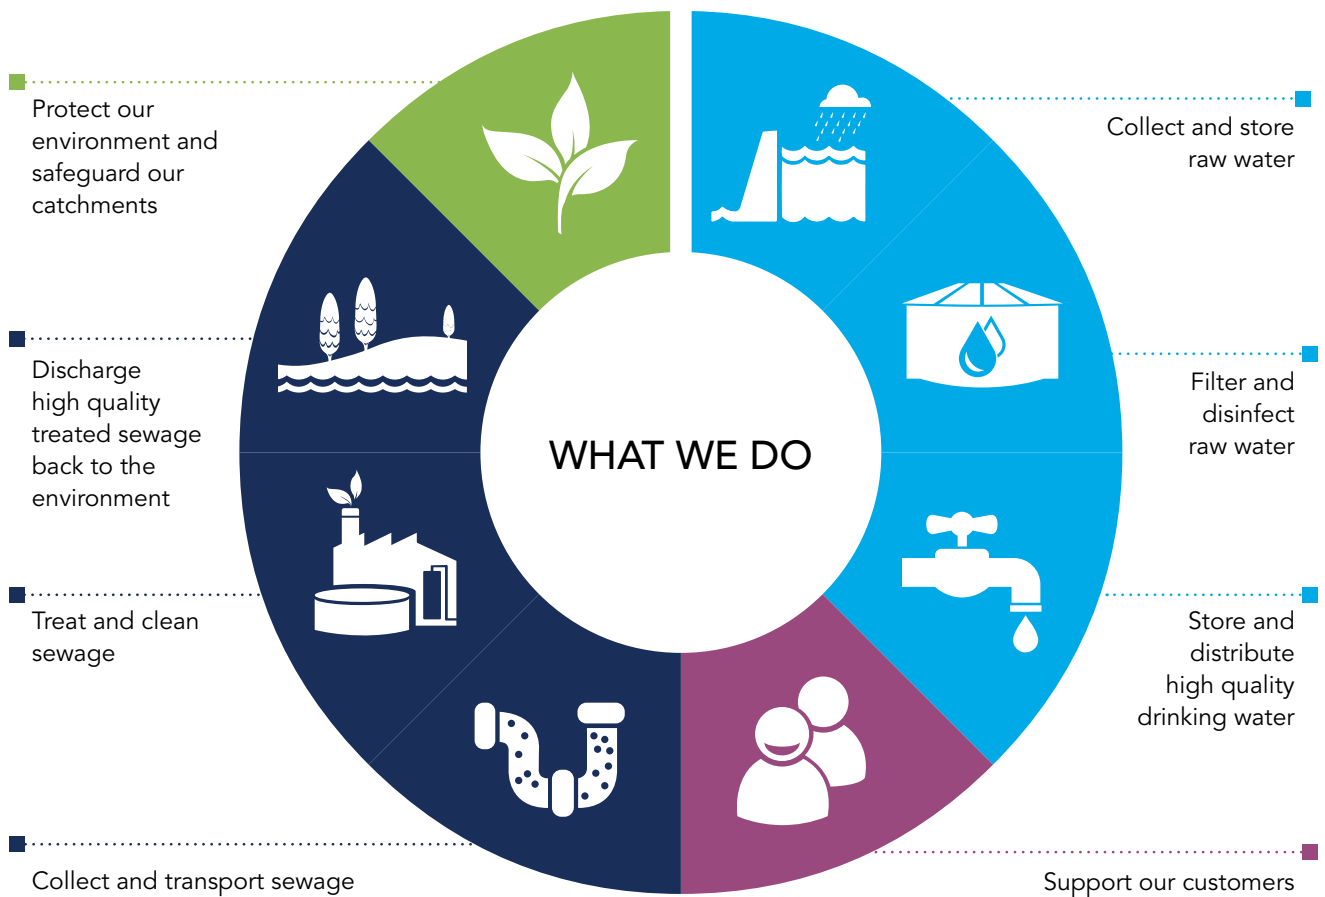 WHAT WE DO
Collect and store
raw water
Filter and
disinfect
raw water
Store and
distribute
high quality
drinking water
Support our customers
Collect and transport sewage
Treat and clean
sewage
Discharge
high quality
treated sewage
back to the
environment
Protect our
environment and
safeguard our
catchments